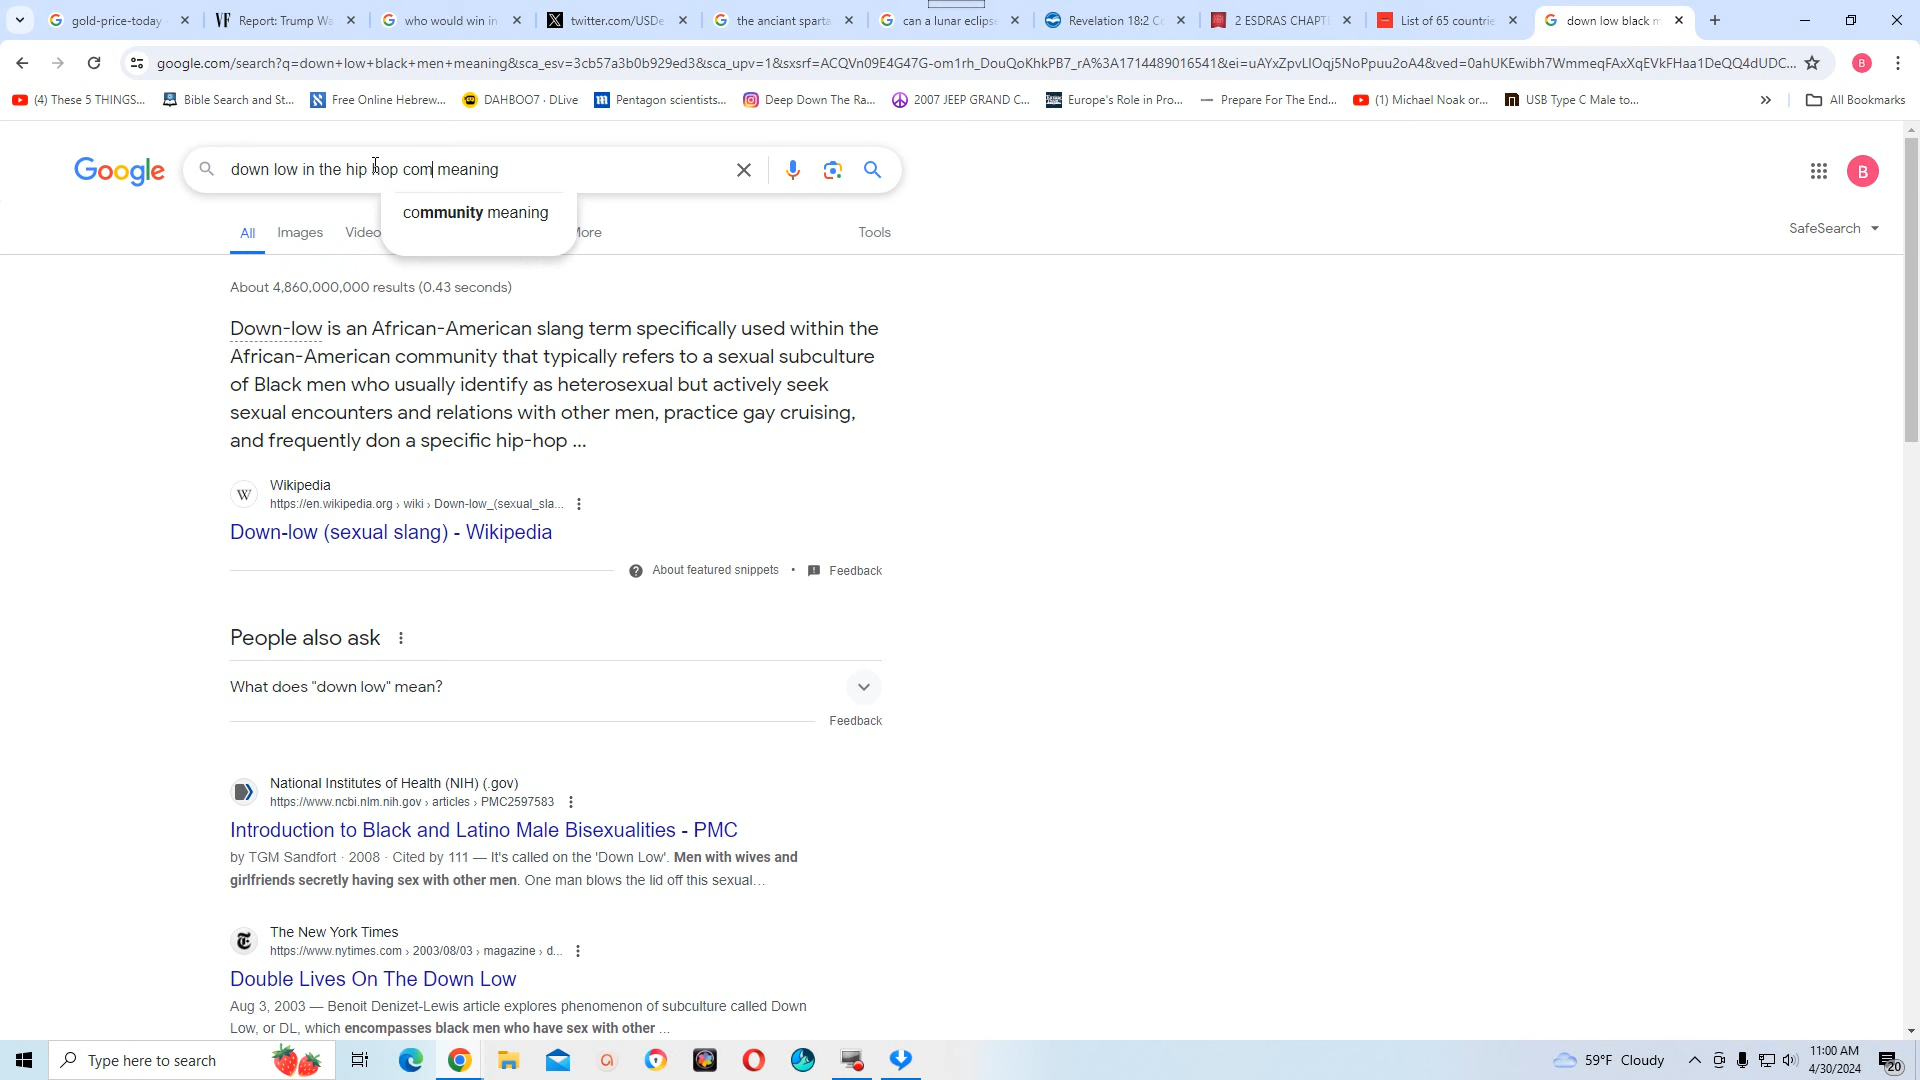 gold-price-today
Report: Trump Wa
who would win in
twitter.com/USDe
the anciant sparta
can a lunar eclipse
Revelation 18:2 Co
2 ESDRAS CHAPTE
List of 65 countrie
down low black m
google.com/search?q=down+low+black+men+meaning&sca_esv=3cb57a3b0b929ed3&sca_upv=1&sxsrf=ACQVn09E4G47G-om1rh_DouQoKhkPB7_rA%3A1714489016541&ei=uAYxZpvLIOqj5NoPpuu2oA4&ved=0ahUKEwibh7WmmeqFAxXqEVkFHaa1DeQQ4dUDC...
B
(4) These 5 THINGS...
Bible Search and St...
Free Online Hebrew...
DAHBOO7 · DLive
Pentagon scientists...
Deep Down The Ra...
2007 JEEP GRAND C...
Europe's Role in Pro...
Prepare For The End...
(1) Michael Noak or...
USB Type C Male to...
All Bookmarks
Google
down low in the hip hop com meaning
B
community meaning
All
Images
Video
More
Tools
SafeSearch
About 4,860,000,000 results (0.43 seconds)
Down-low is an African-American slang term specifically used within the
African-American community that typically refers to a sexual subculture
of Black men who usually identify as heterosexual but actively seek
sexual encounters and relations with other men, practice gay cruising,
and frequently don a specific hip-hop ...
W
Wikipedia
https://en.wikipedia.org › wiki › Down-low_(sexual_sla...
Down-low (sexual slang) - Wikipedia
About featured snippets • Feedback
People also ask
What does "down low" mean?
Feedback
National Institutes of Health (NIH) (.gov)
https://www.ncbi.nlm.nih.gov › articles › PMC2597583
Introduction to Black and Latino Male Bisexualities - PMC
by TGM Sandfort · 2008 · Cited by 111 — It's called on the 'Down Low'. Men with wives and
girlfriends secretly having sex with other men. One man blows the lid off this sexual...
The New York Times
https://www.nytimes.com › 2003/08/03 › magazine › d...
Double Lives On The Down Low
Aug 3, 2003 — Benoit Denizet-Lewis article explores phenomenon of subculture called Down
Low, or DL, which encompasses black men who have sex with other ...
Type here to search
59°F Cloudy
11:00 AM
4/30/2024
20